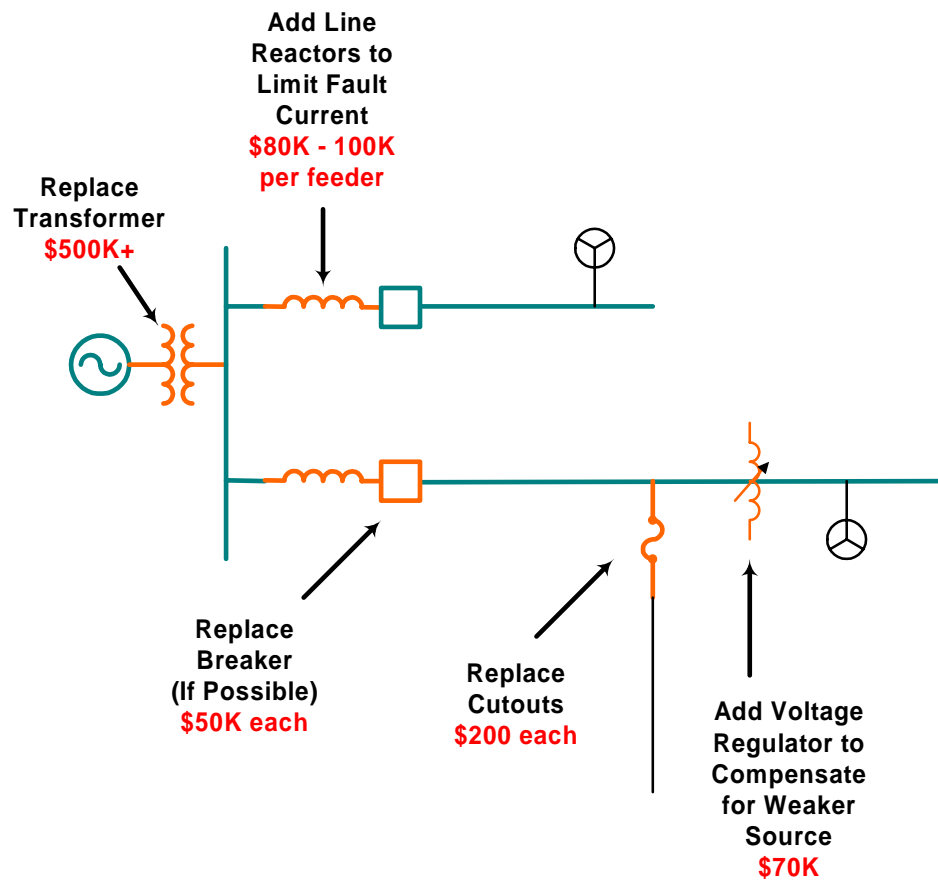 Add Line
Reactors to
Limit Fault
Current
$80K - 100K
per feeder
Replace
Transformer
$500K+
Replace
Breaker
(If Possible)
$50K each
Replace
Cutouts
$200 each
Add Voltage
Regulator to
Compensate
for Weaker
Source
$70K